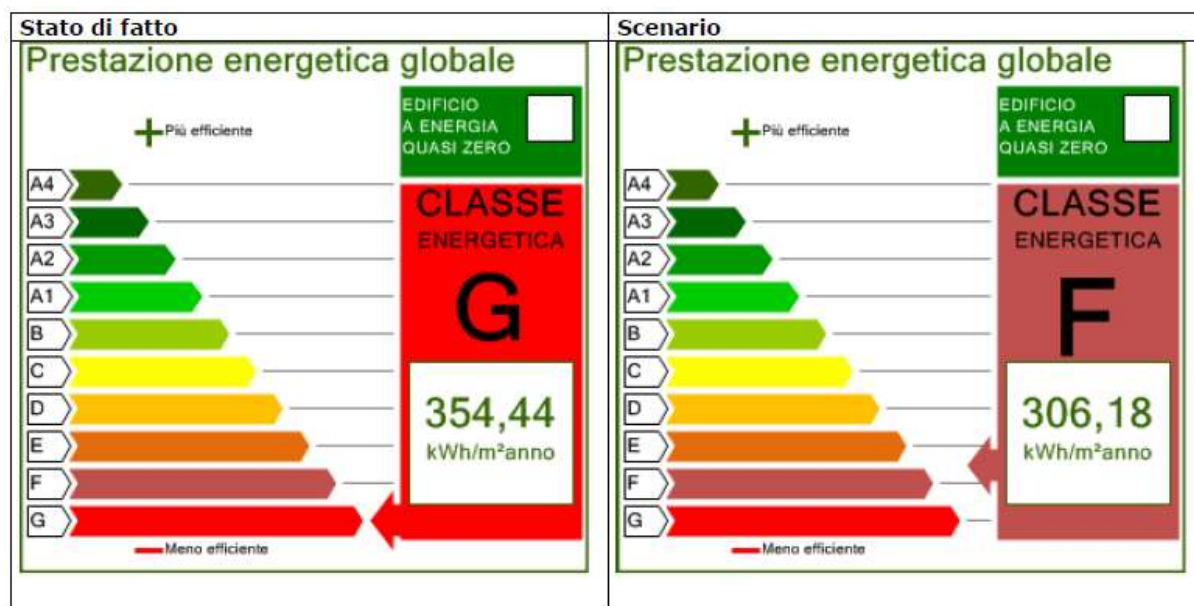 Stato di fatto
Prestazione energetica globale
EDIFICIO
A ENERGIA
QUASI ZERO
Più efficiente
A4
A3
A2
A1
B
C
D
E
F
G
CLASSE
ENERGETICA
G
354,44
kWh/m²anno
Meno efficiente
Scenario
Prestazione energetica globale
EDIFICIO
A ENERGIA
QUASI ZERO
Più efficiente
A4
A3
A2
A1
B
C
D
E
F
G
CLASSE
ENERGETICA
F
306,18
kWh/m²anno
Meno efficiente